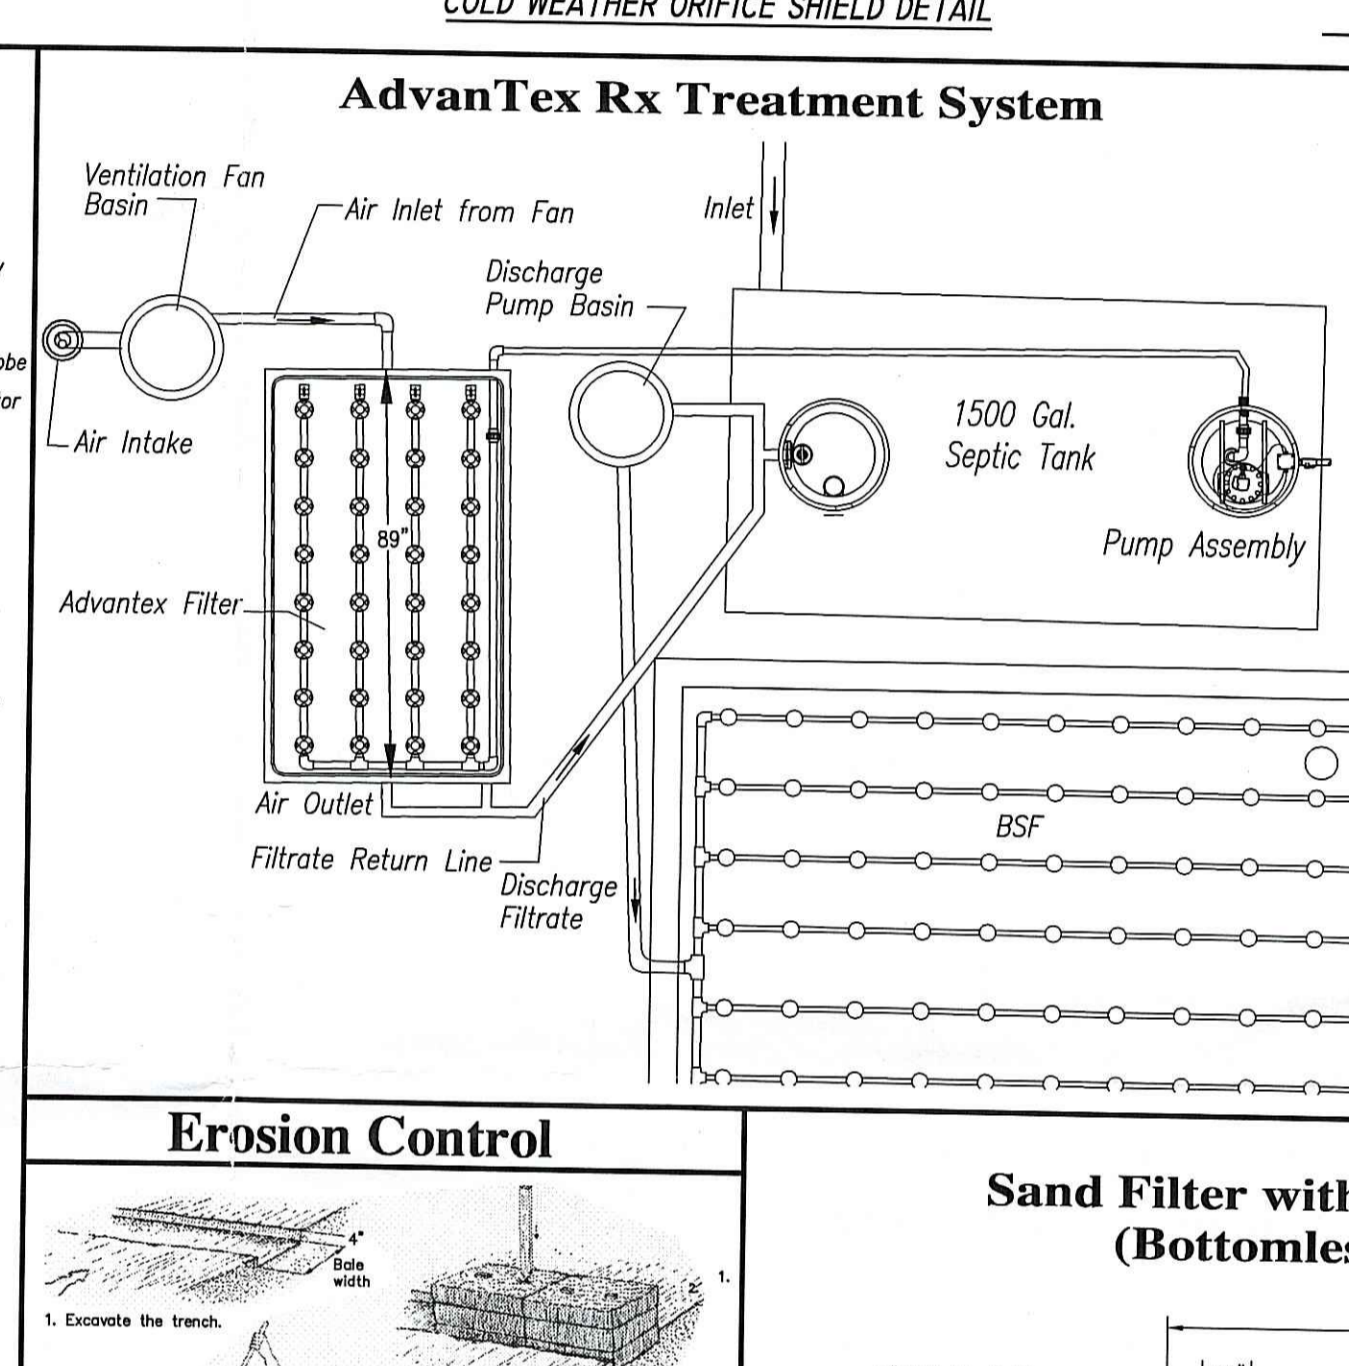 COLD WEATHER ORIFICE SHIELD DETAIL
AdvanTex Rx Treatment System
Ventilation Fan
Basin
Air Inlet from Fan
Inlet
Discharge
Pump Basin
Air Intake
1500 Gal.
Septic Tank
Pump Assembly
89"
Advantex Filter
Air Outlet
Filtrate Return Line
Discharge
Filtrate
BSF
Erosion Control
4"
Bale
width
1. Excavate the trench.
1.
2
Sand Filter with